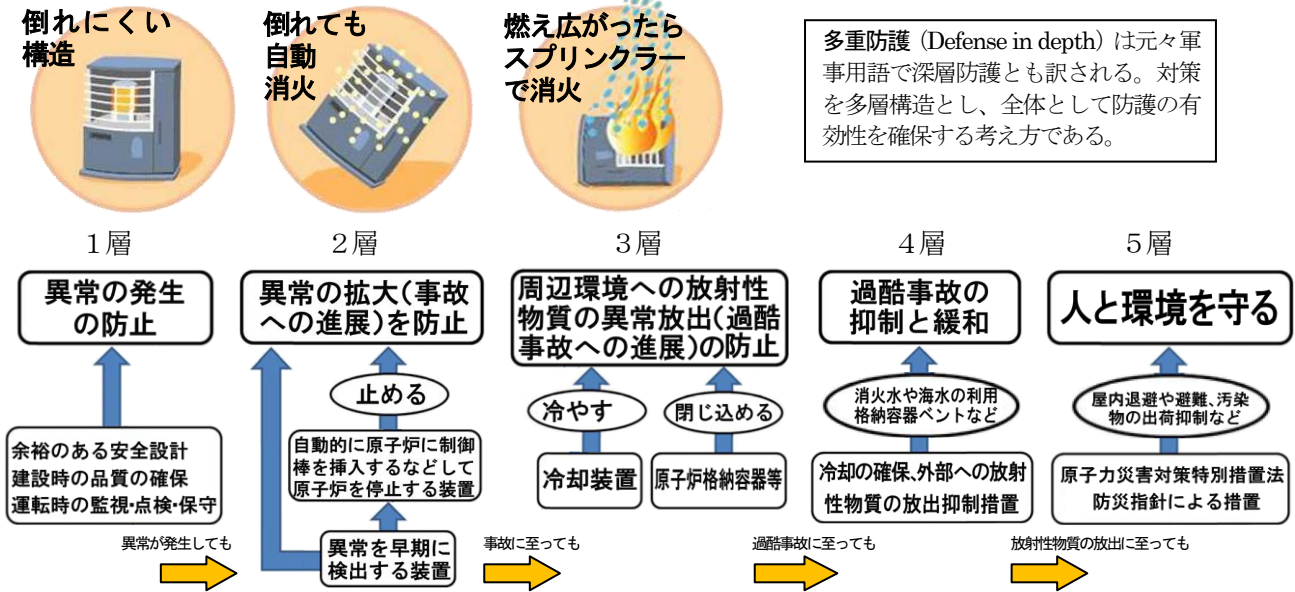 倒れにくい
構造
倒れても
自動
消火
燃え広がったら
スプリンクラー
で消火
多重防護（Defense in depth）は元々軍
事用語で深層防護とも訳される。対策
を多層構造とし、全体として防護の有
効性を確保する考え方である。
１層
２層
３層
４層
５層
異常の発生
の防止
異常の拡大(事故
への進展)を防止
周辺環境への放射性
物質の異常放出(過酷
事故への進展)の防止
過酷事故の
抑制と緩和
人と環境を守る
止める
冷やす
閉じ込める
消火水や海水の利用
格納容器ベントなど
屋内退避や避難、汚染
物の出荷抑制など
余裕のある安全設計
建設時の品質の確保
運転時の監視・点検・保守
自動的に原子炉に制御
棒を挿入するなどして
原子炉を停止する装置
冷却装置
原子炉格納容器等
冷却の確保、外部への放射
性物質の放出抑制措置
原子力災害対策特別措置法
防災指針による措置
異常を早期に
検出する装置
異常が発生しても
事故に至っても
過酷事故に至っても
放射性物質の放出に至っても